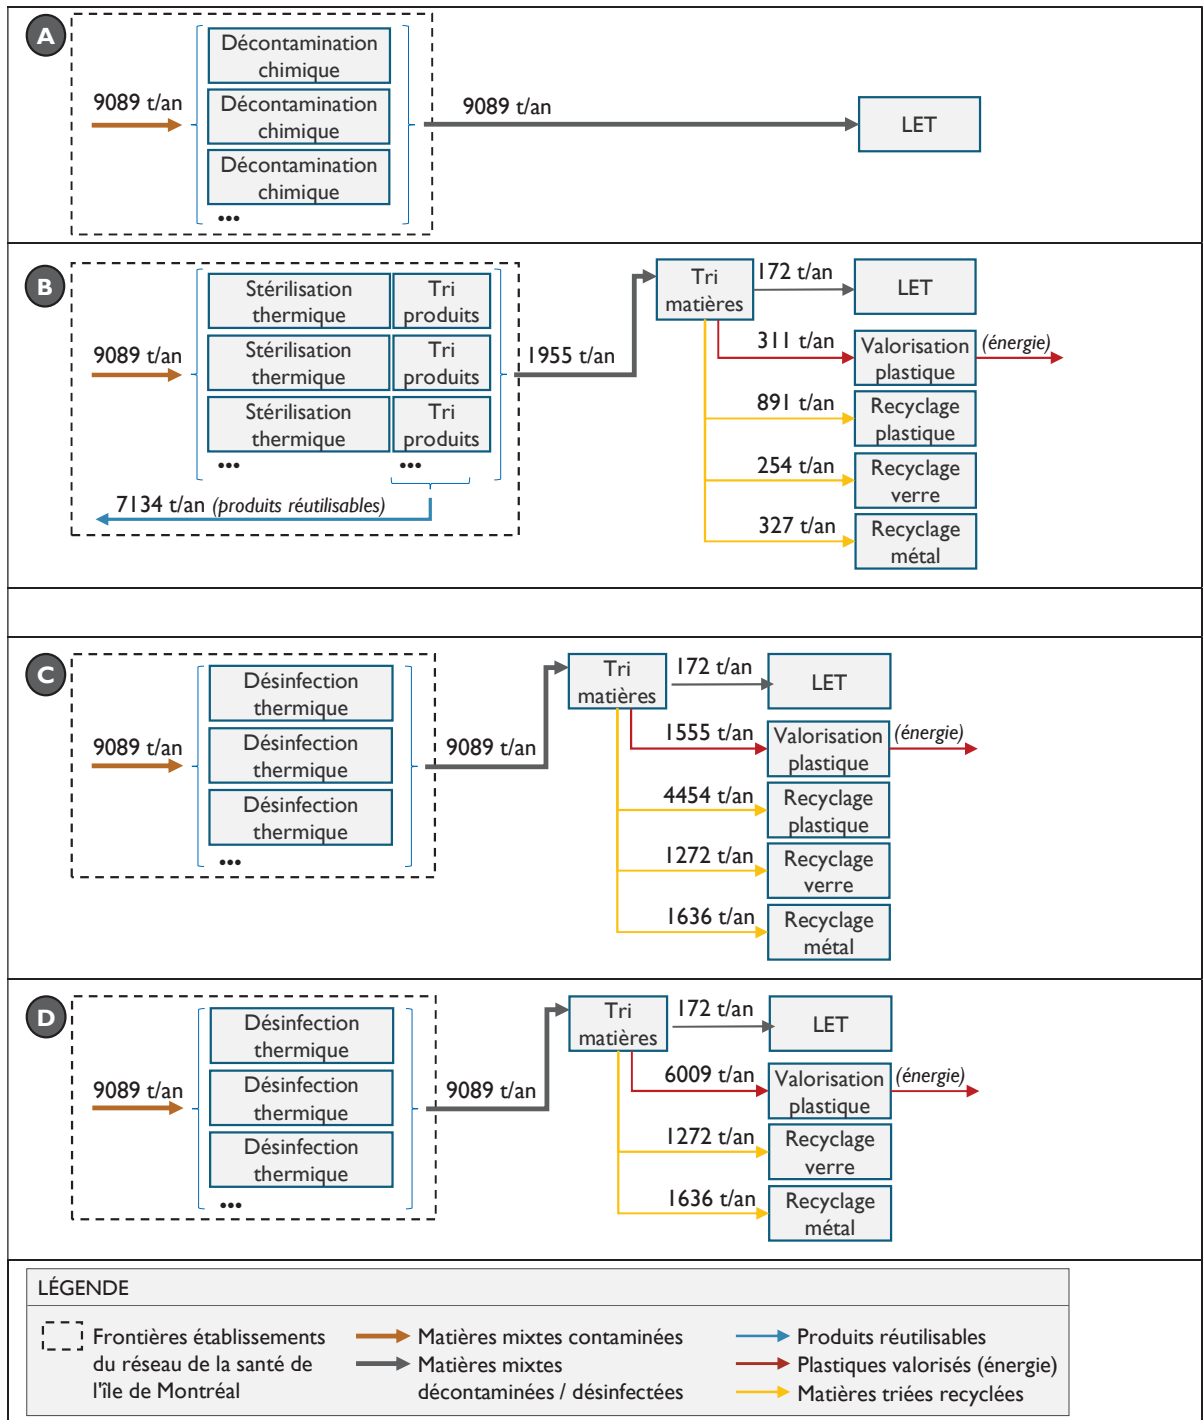 A
9089 t/an
Décontamination
chimique
Décontamination
chimique
Décontamination
chimique
...
9089 t/an
LET
B
9089 t/an
Stérilisation
thermique
Tri
produits
Stérilisation
thermique
Tri
produits
Stérilisation
thermique
Tri
produits
...
...
7134 t/an (produits réutilisables)
1955 t/an
Tri
matières
172 t/an
LET
311 t/an
Valorisation
plastique
(énergie)
891 t/an
Recyclage
plastique
254 t/an
Recyclage
verre
327 t/an
Recyclage
métal
C
9089 t/an
Désinfection
thermique
Désinfection
thermique
Désinfection
thermique
...
9089 t/an
Tri
matières
172 t/an
LET
1555 t/an
Valorisation
plastique
(énergie)
4454 t/an
Recyclage
plastique
1272 t/an
Recyclage
verre
1636 t/an
Recyclage
métal
D
9089 t/an
Désinfection
thermique
Désinfection
thermique
Désinfection
thermique
...
9089 t/an
Tri
matières
172 t/an
LET
6009 t/an
Valorisation
plastique
(énergie)
1272 t/an
Recyclage
verre
1636 t/an
Recyclage
métal
LÉGENDE
Frontières établissements
du réseau de la santé de
l'île de Montréal
Matières mixtes contaminées
Matières mixtes
décontaminées / désinfectées
Produits réutilisables
Plastiques valorisés (énergie)
Matières triées recyclées